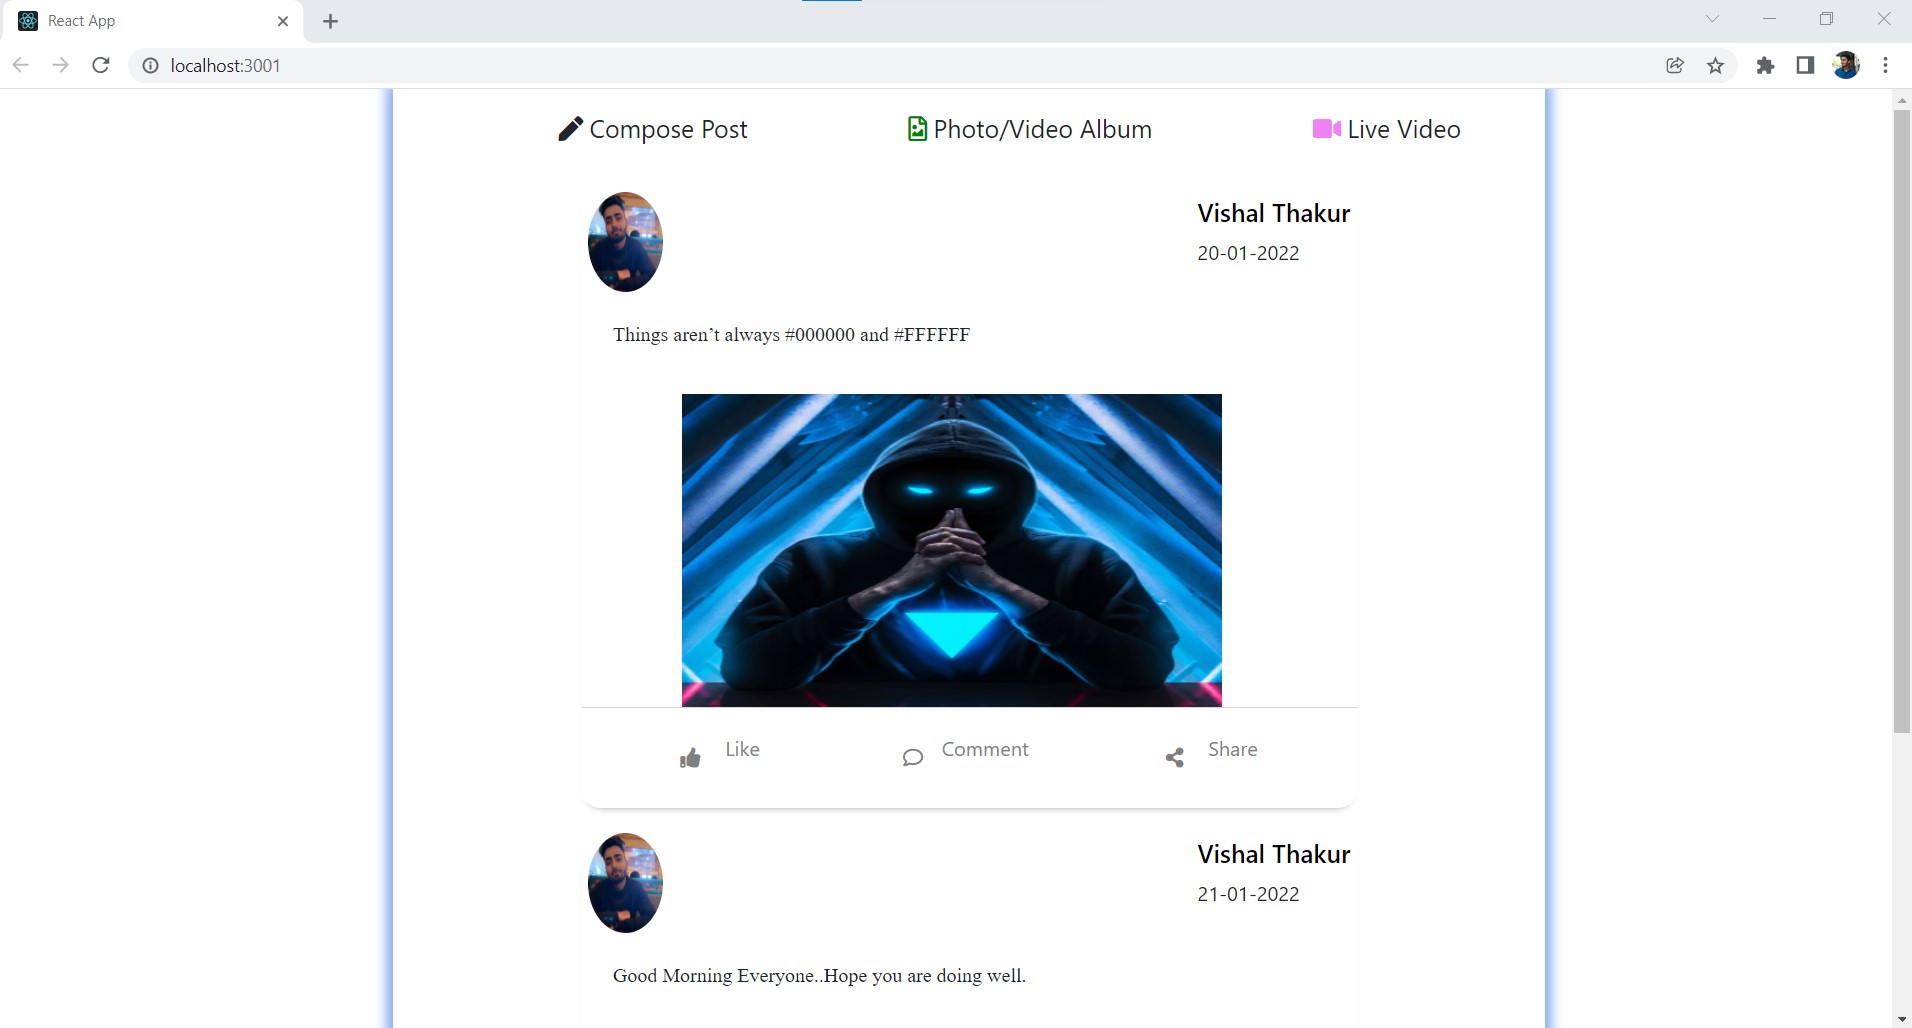 React App
localhost:3001
Compose Post
Photo/Video Album
Live Video
Vishal Thakur
20-01-2022
Things aren’t always #000000 and #FFFFFF
Like
Comment
Share
Vishal Thakur
21-01-2022
Good Morning Everyone..Hope you are doing well.